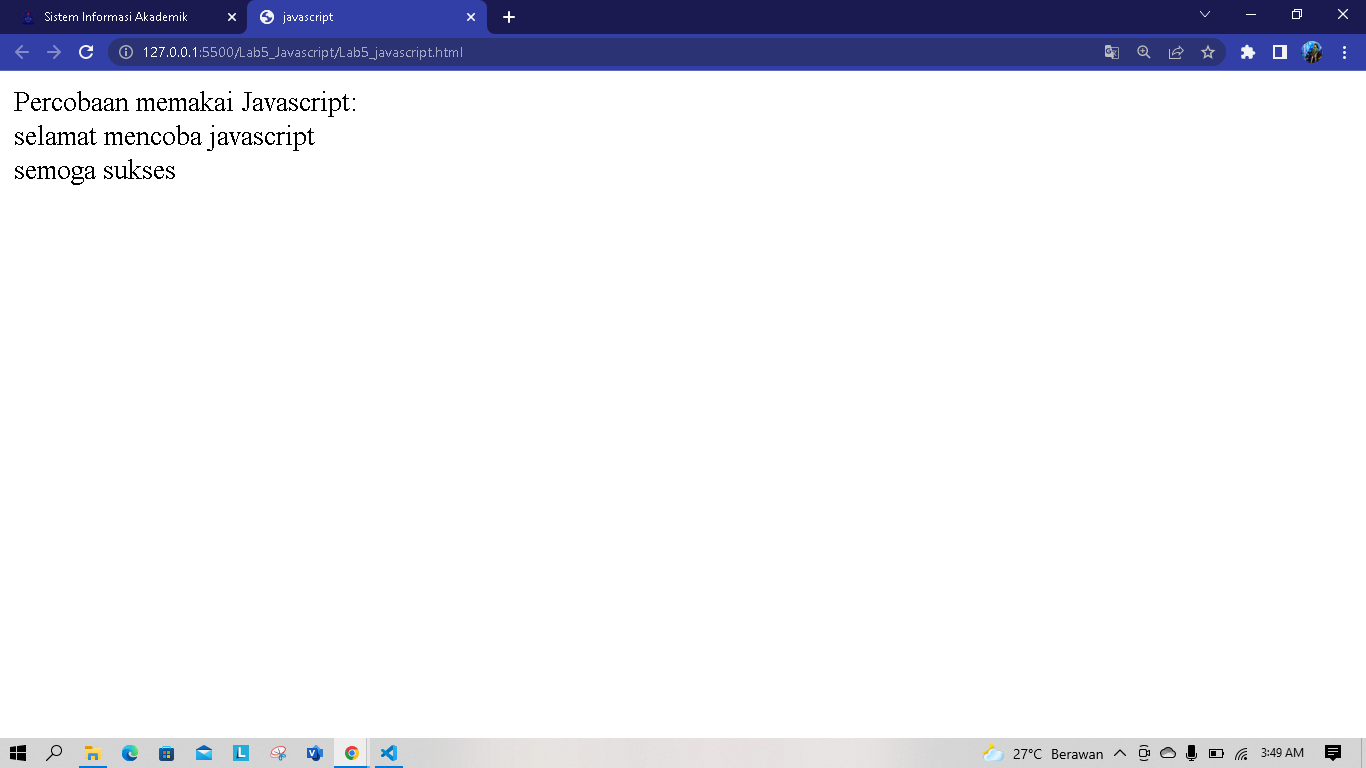 Sistem Informasi Akademik
javascript
127.0.0.1:5500/Lab5_Javascript/Lab5_javascript.html
Percobaan memakai Javascript:
selamat mencoba javascript
semoga sukses
27°C Berawan
3:49 AM